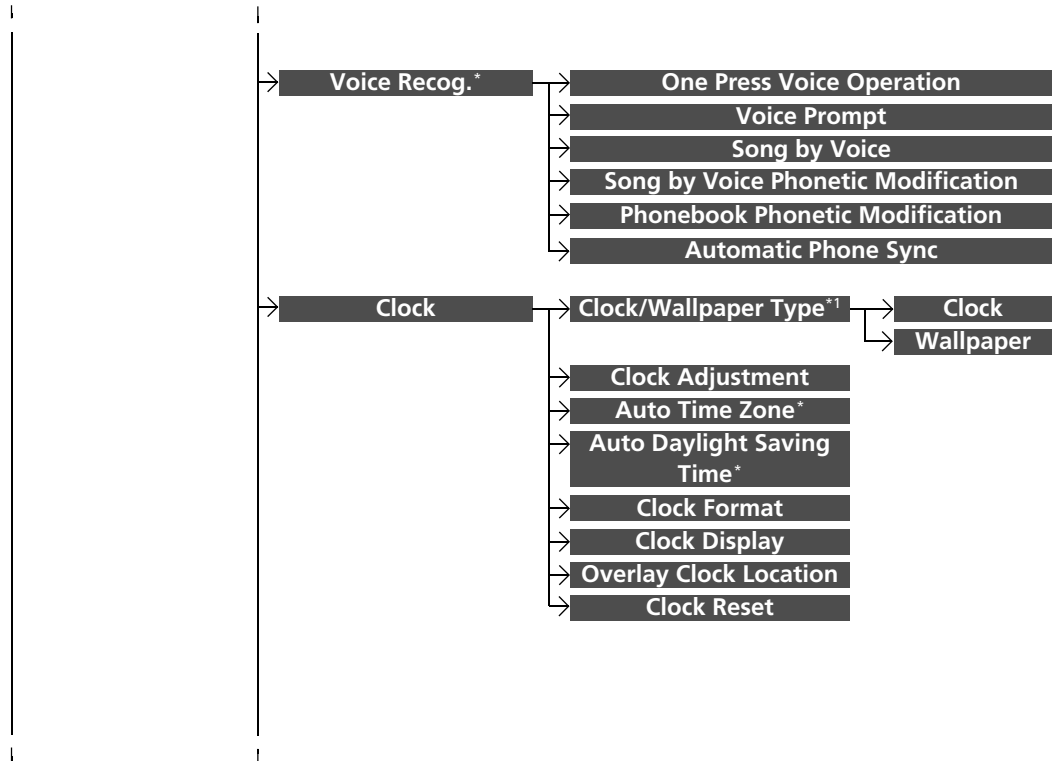 Voice Recog.*
One Press Voice Operation
Voice Prompt
Song by Voice
Song by Voice Phonetic Modification
Phonebook Phonetic Modification
Automatic Phone Sync
Clock
Clock/Wallpaper Type*1
Clock
Wallpaper
Clock Adjustment
Auto Time Zone*
Auto Daylight Saving
Time*
Clock Format
Clock Display
Overlay Clock Location
Clock Reset